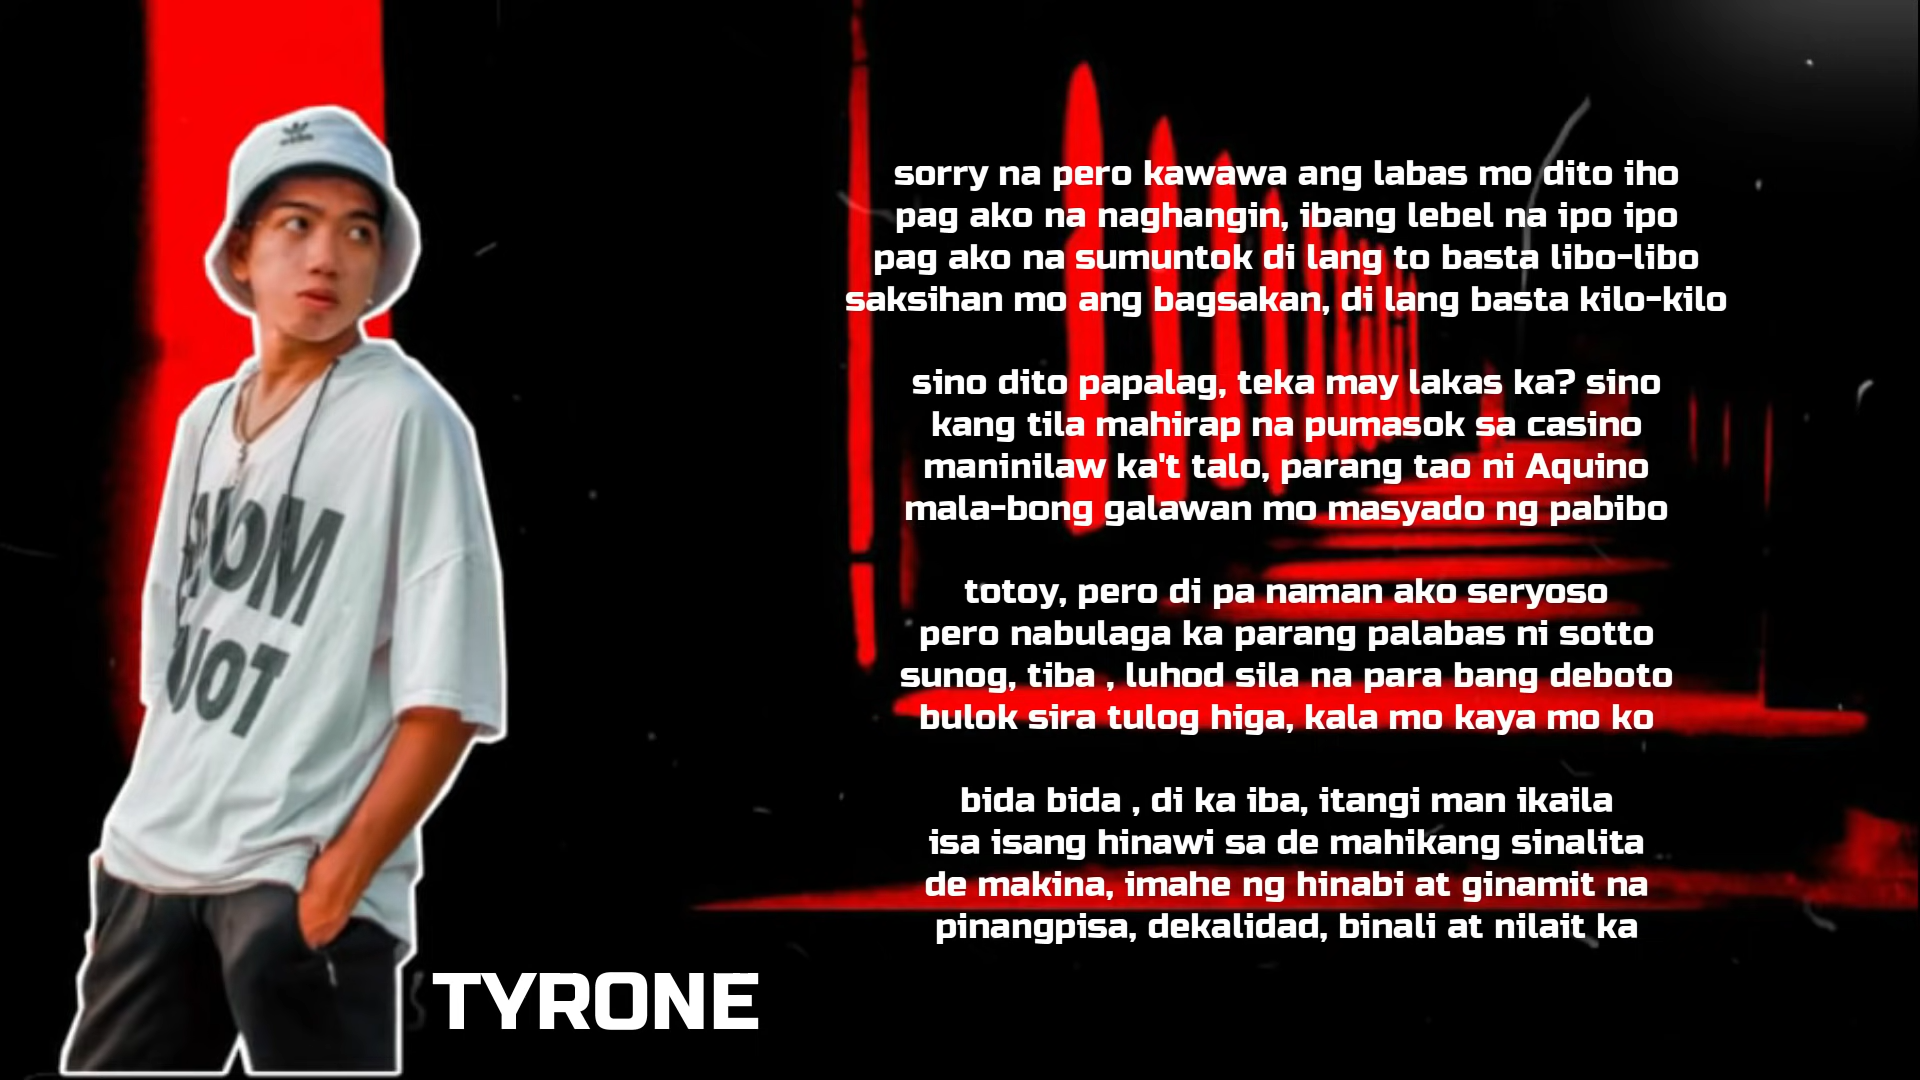 sorry na pero kawawa ang labas mo dito iho
pag ako na naghangin, ibang lebel na ipo ipo
pag ako na sumuntok di lang to basta libo-libo
saksihan mo ang bagsakan, di lang basta kilo-kilo
sino dito papalag, teka may lakas ka? sino
kang tila mahirap na pumasok sa casino
maninilaw ka't talo, parang tao ni Aquino
mala-bong galawan mo masyado ng pabibo
totoy, pero di pa naman ako seryoso
pero nabulaga ka parang palabas ni sotto
sunog, tiba , luhod sila na para bang deboto
bulok sira tulog higa, kala mo kaya mo ko
bida bida , di ka iba, itangi man ikaila
isa isang hinawi sa de mahikang sinalita
de makina, imahe ng hinabi at ginamit na
pinangpisa, dekalidad, binali at nilait ka
TYRONE